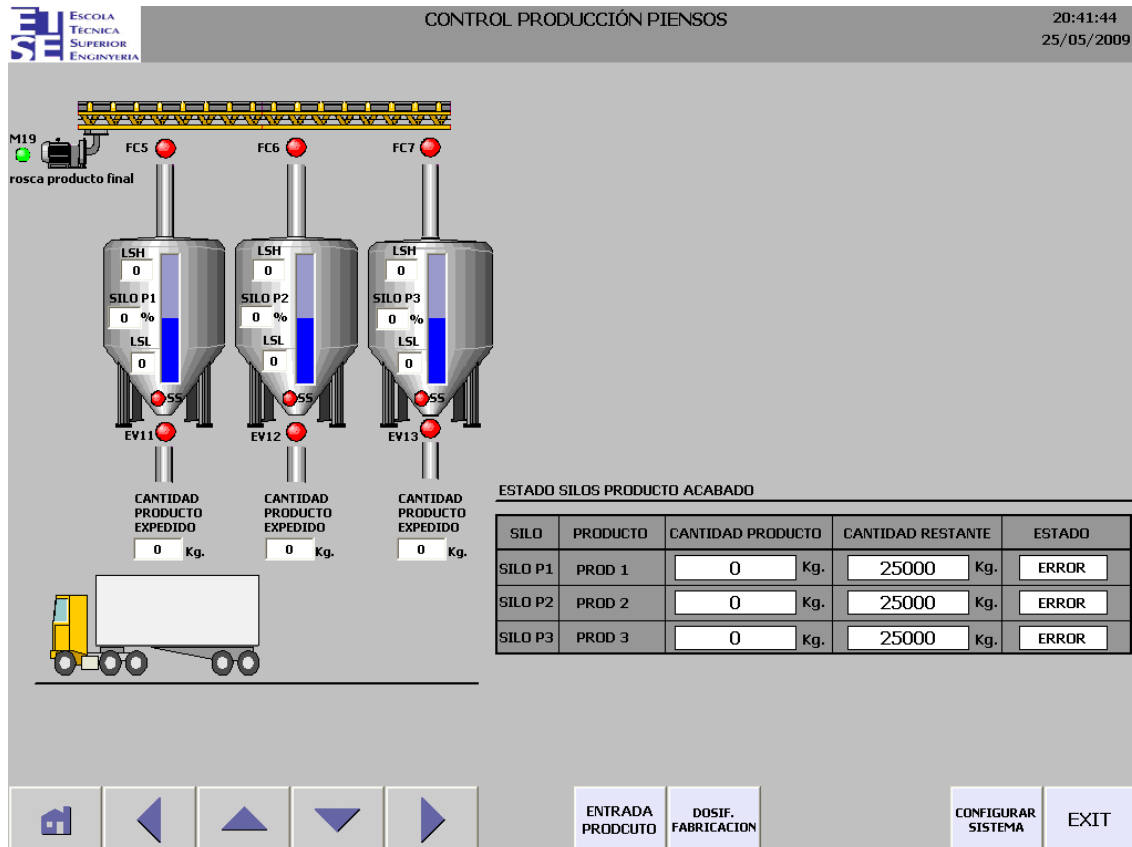 ESCOLA
TÈCNICA
SUPERIOR
ENGINYERIA
CONTROL PRODUCCIÓN PIENSOS
20:41:44
25/05/2009
M19
rosca producto final
FC5
FC6
FC7
LSH
LSH
LSH
0
0
0
SILO P1
SILO P2
SILO P3
0 %
0 %
0 %
LSL
LSL
LSL
0
0
0
SS
SS
SS
EV11
EV12
EV13
CANTIDAD
PRODUCTO
EXPEDIDO
0 Kg.
CANTIDAD
PRODUCTO
EXPEDIDO
0 Kg.
CANTIDAD
PRODUCTO
EXPEDIDO
0 Kg.
ESTADO SILOS PRODUCTO ACABADO
SILO PRODUCTO CANTIDAD PRODUCTO CANTIDAD RESTANTE ESTADO
SILO P1 PROD 1 0 Kg. 25000 Kg. ERROR
SILO P2 PROD 2 0 Kg. 25000 Kg. ERROR
SILO P3 PROD 3 0 Kg. 25000 Kg. ERROR
ENTRADA
PRODCUTO
DOSIF.
FABRICACION
CONFIGURAR
SISTEMA
EXIT